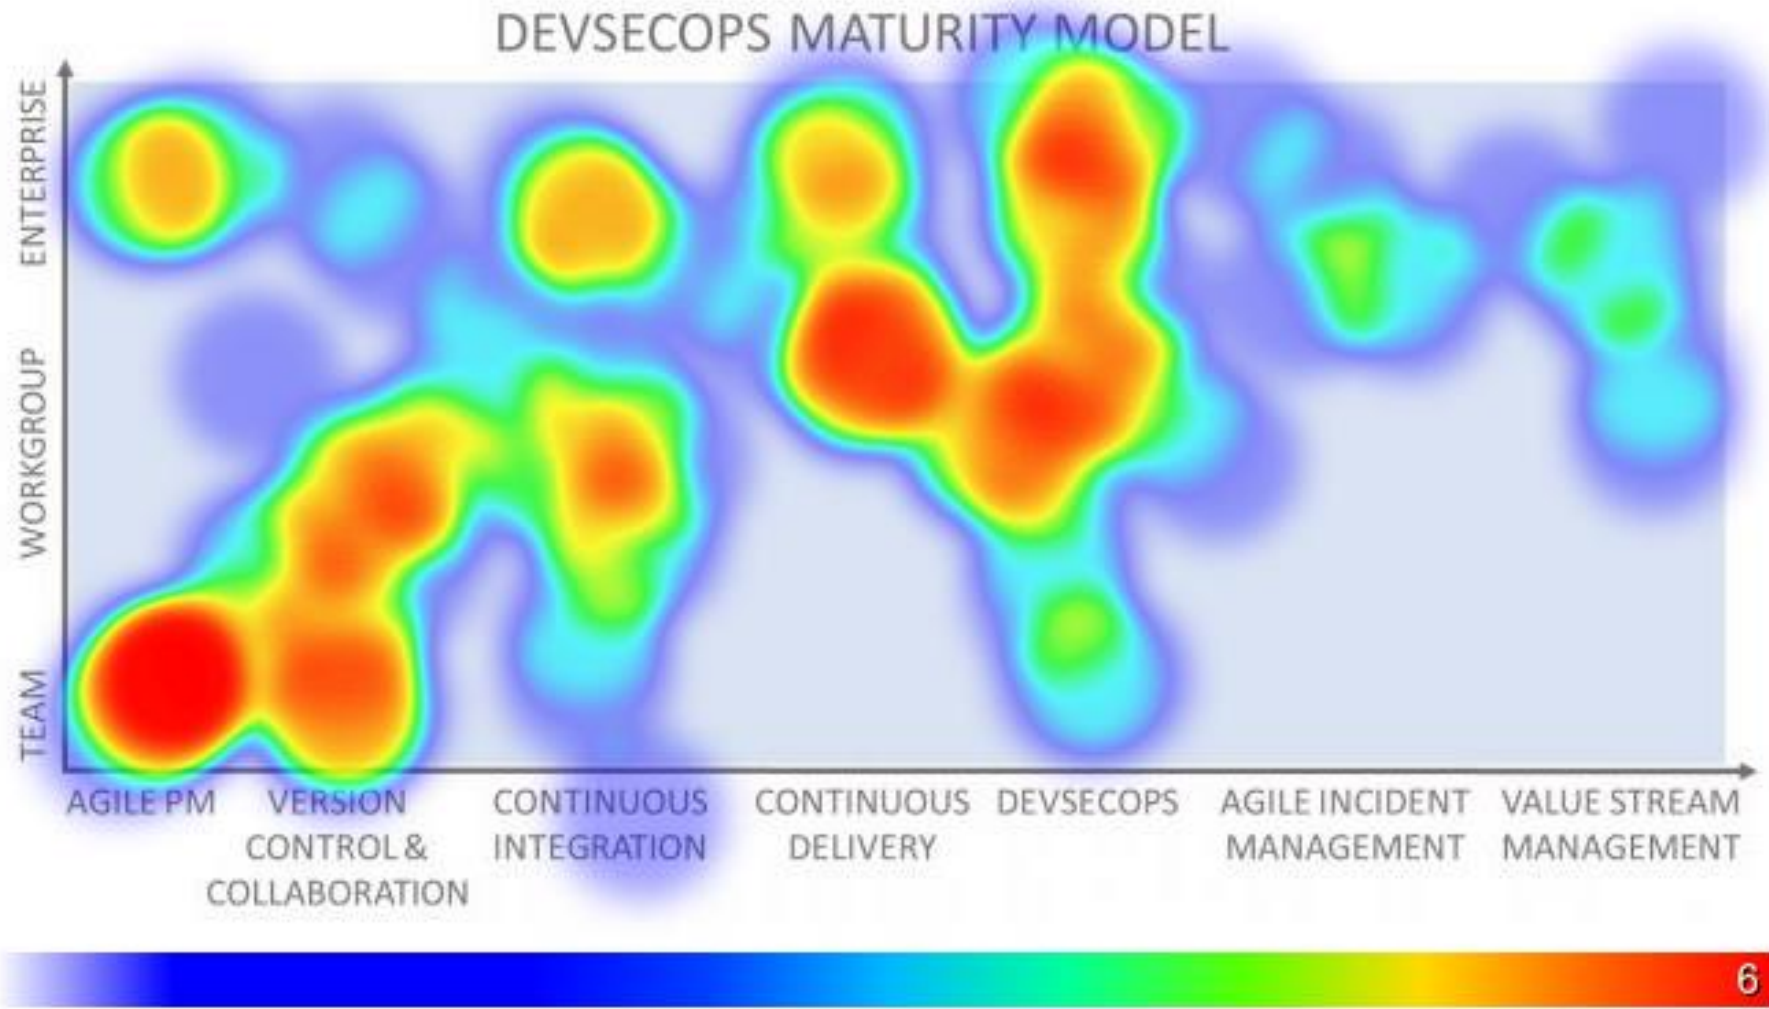 DEVSECOPS MATURITY MODEL
ENTERPRISE
WORKGROUP
TEAM
AGILE PM
VERSION
CONTROL &
COLLABORATION
CONTINUOUS
INTEGRATION
CONTINUOUS
DELIVERY
DEVSECOPS
AGILE INCIDENT
MANAGEMENT
VALUE STREAM
MANAGEMENT
6